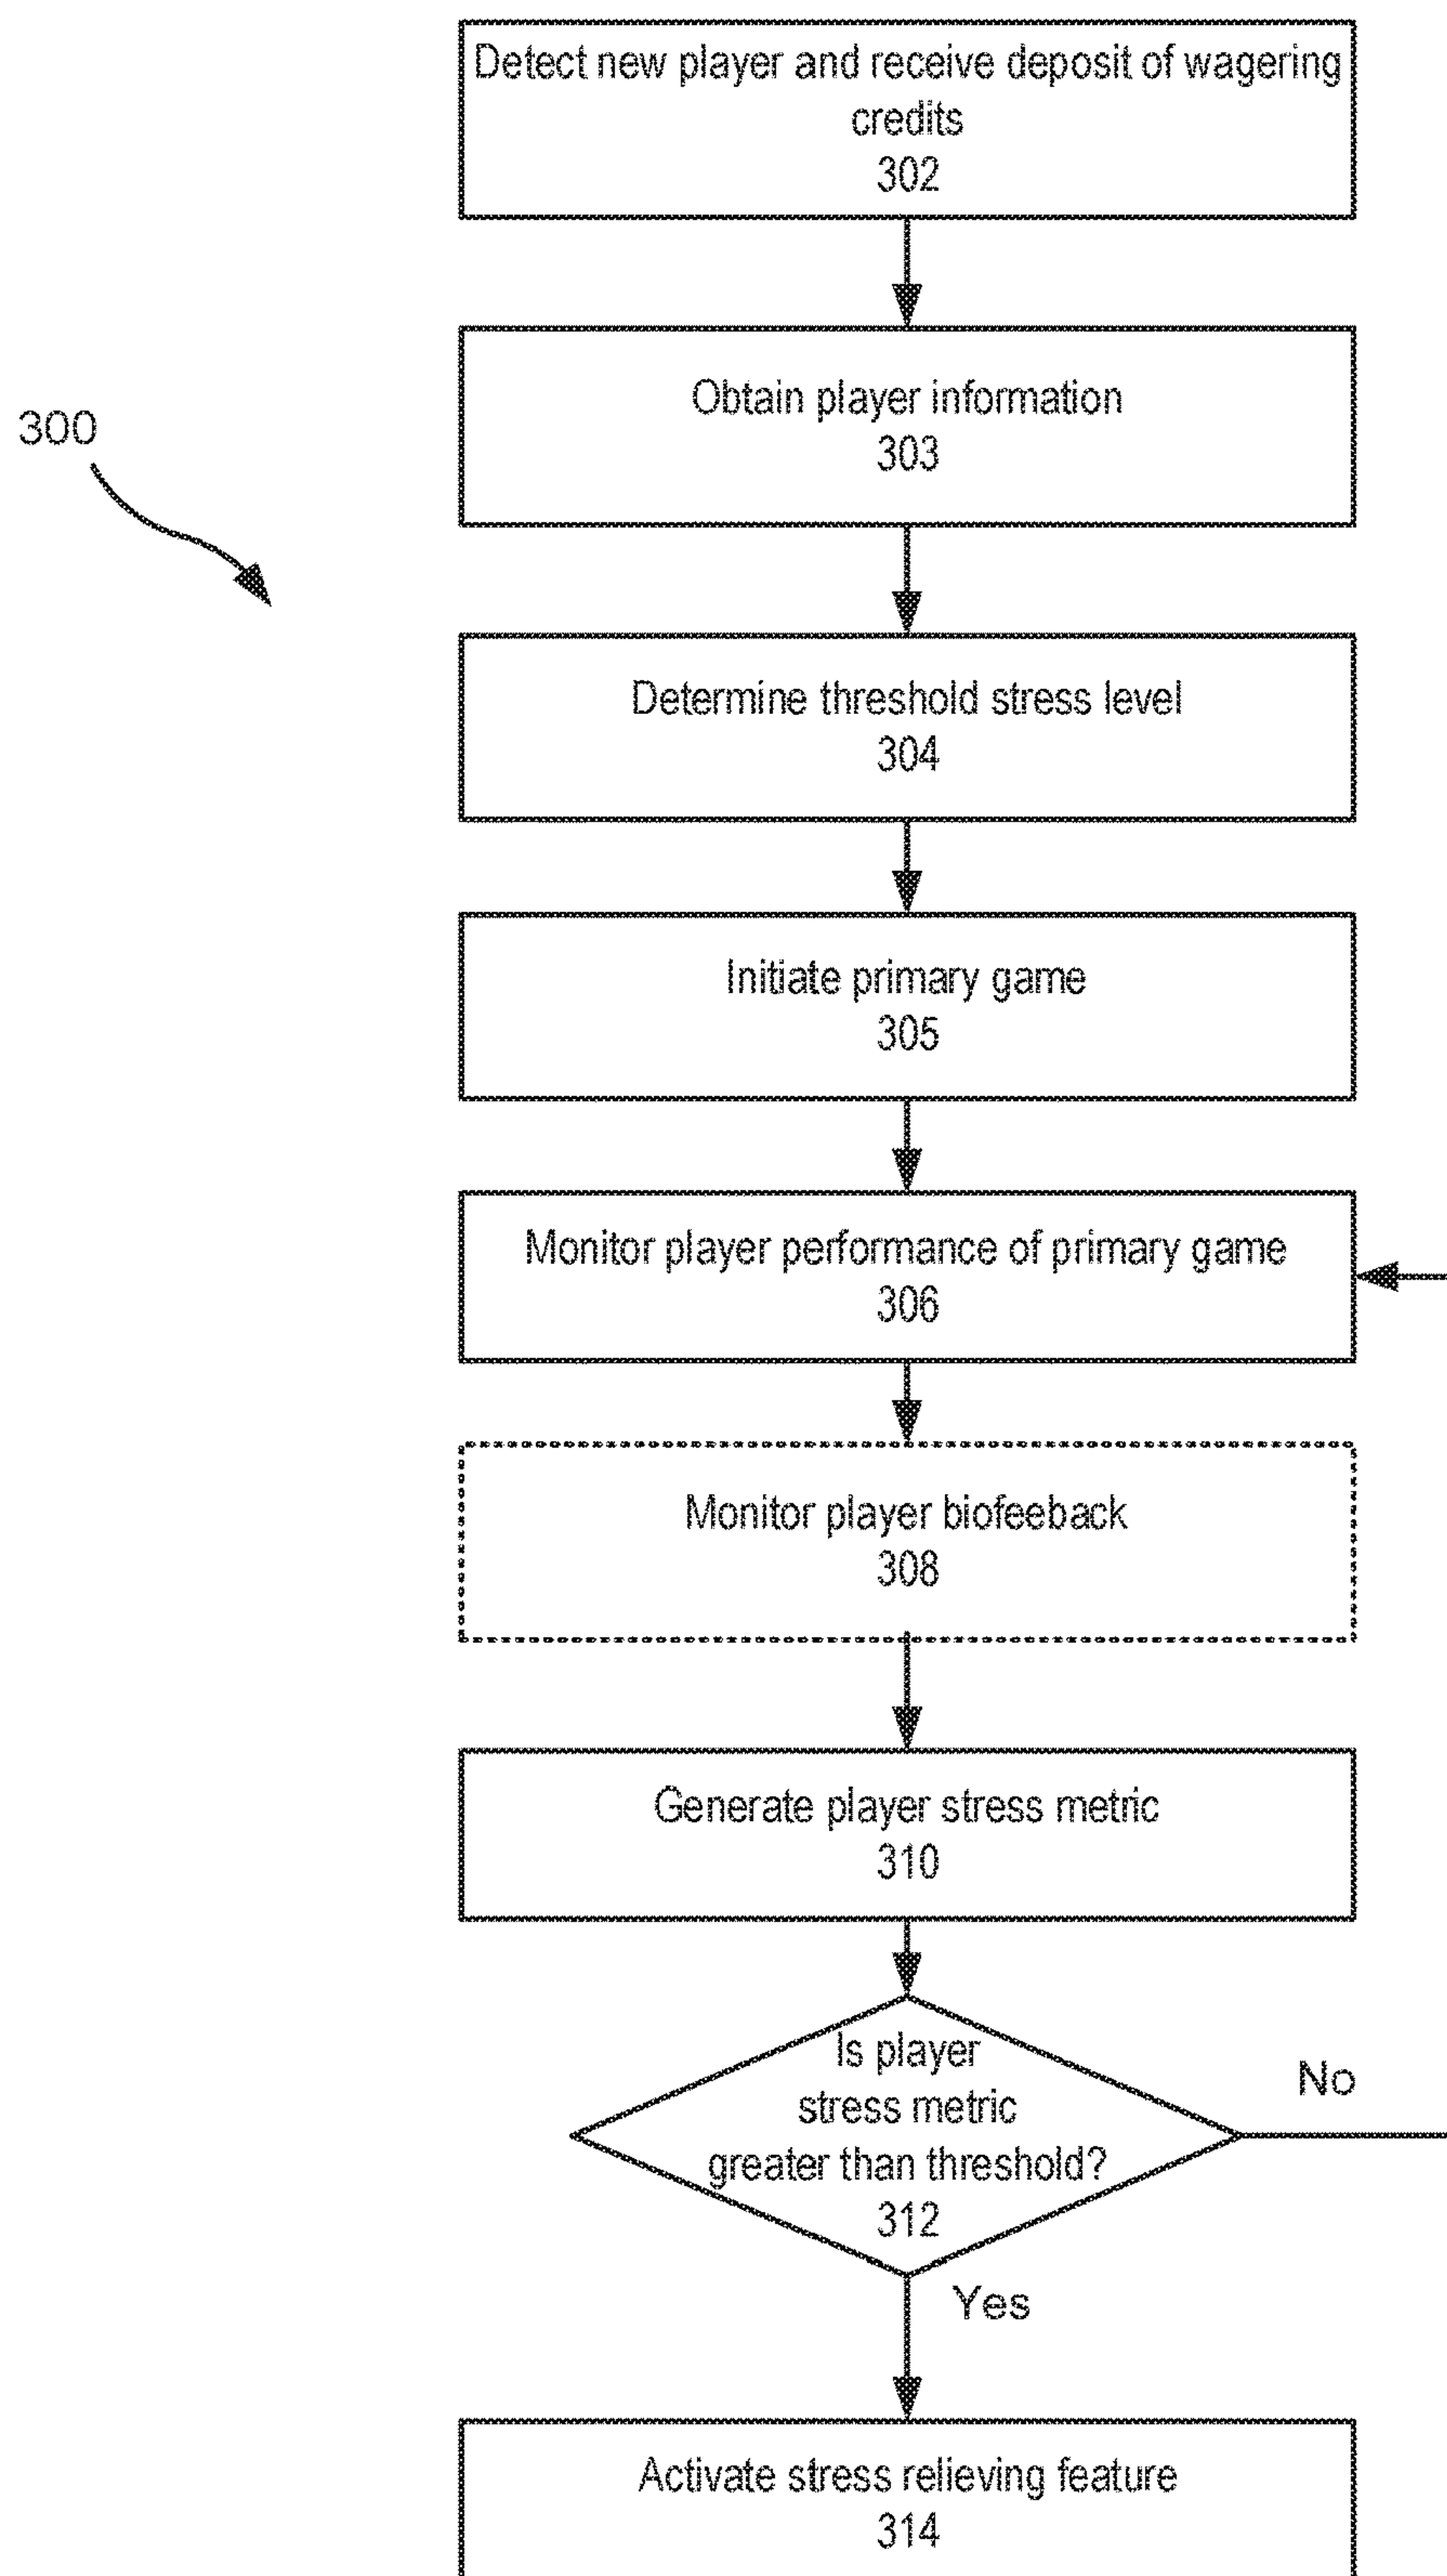 Detect new player and receive deposit of wagering
credits
302
Obtain player information
303
300
Determine threshold stress level
304
Initiate primary game
305
Monitor player performance of primary game
306
Monitor player biofeeback
308
Generate player stress metric
310
Is player
stress metric
greater than threshold?
312
No
Yes
Activate stress relieving feature
314